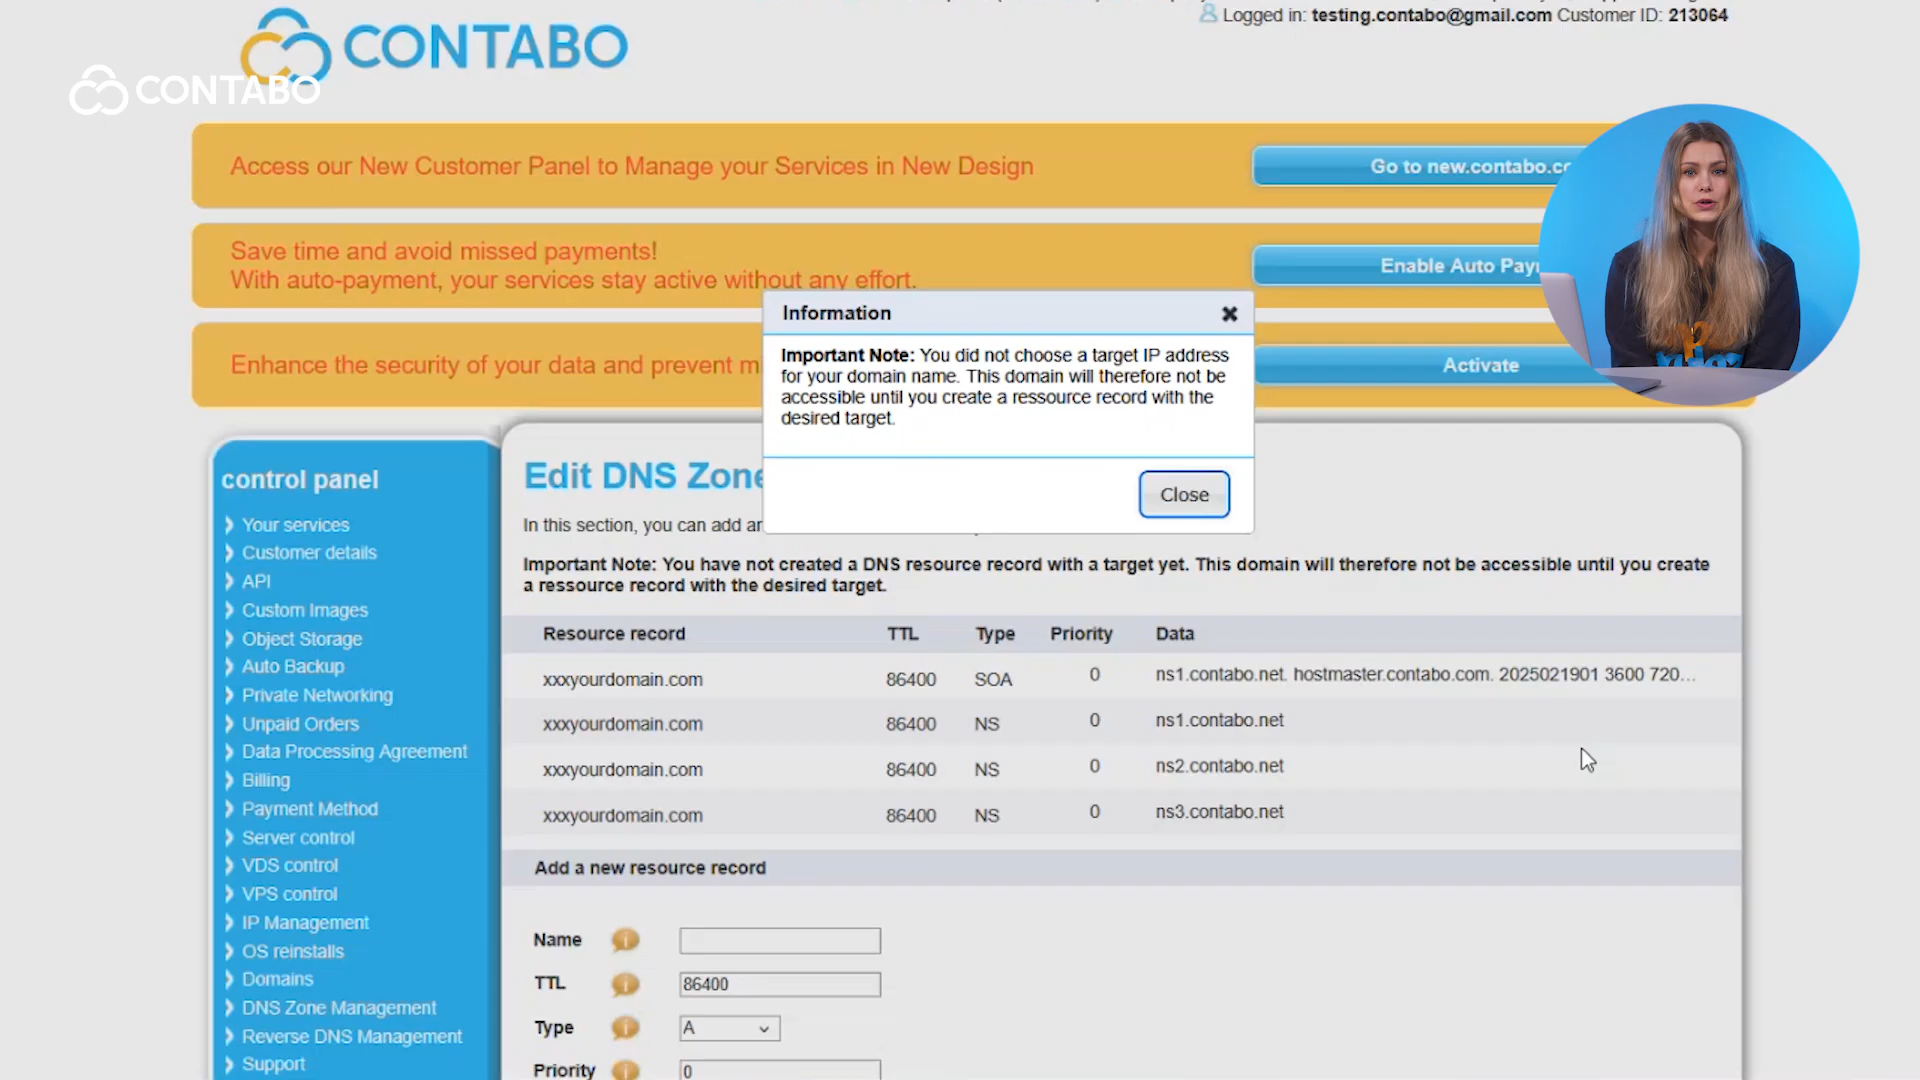 Logged in: testing.contabo@gmail.com Customer ID: 213064
CONTABO
CONTABO
Access our New Customer Panel to Manage your Services in New Design
Go to new.contabo.co
Save time and avoid missed payments!
With auto-payment, your services stay active without any effort.
Enable Auto Pay
Enhance the security of your data and prevent m
Activate
Information
Important Note: You did not choose a target IP address
for your domain name. This domain will therefore not be
accessible until you create a ressource record with the
desired target.
Close
control panel
Your services
Customer details
API
Custom Images
Object Storage
Auto Backup
Private Networking
Unpaid Orders
Data Processing Agreement
Billing
Payment Method
Server control
VDS control
VPS control
IP Management
OS reinstalls
Domains
DNS Zone Management
Reverse DNS Management
Support
Edit DNS Zone
In this section, you can add an
Important Note: You have not created a DNS resource record with a target yet. This domain will therefore not be accessible until you create
a ressource record with the desired target.
Resource record TTL Type Priority Data
xxxyourdomain.com 86400 SOA 0 ns1.contabo.net. hostmaster.contabo.com. 2025021901 3600 720...
xxxyourdomain.com 86400 NS 0 ns1.contabo.net
xxxyourdomain.com 86400 NS 0 ns2.contabo.net
xxxyourdomain.com 86400 NS 0 ns3.contabo.net
Add a new resource record
Name
TTL 86400
Type A
Priority 0